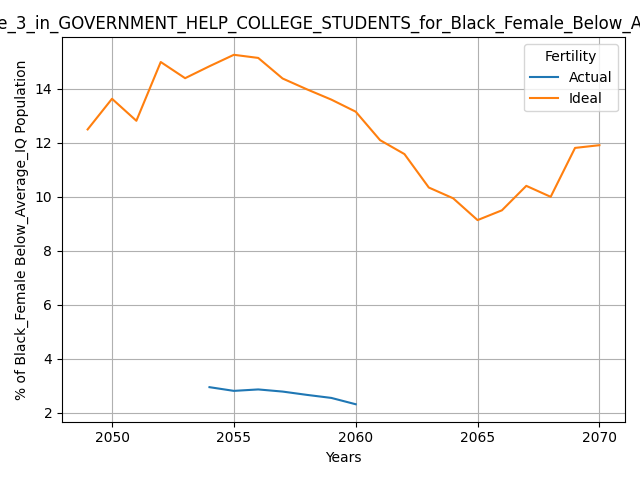 e_3_in_GOVERNMENT_HELP_COLLEGE_STUDENTS_for_Black_Female_Below_A
% of Black_Female Below_Average_IQ Population
14
12
10
8
6
4
2
Fertility
Actual
Ideal
2050 2055 2060 2065 2070
Years